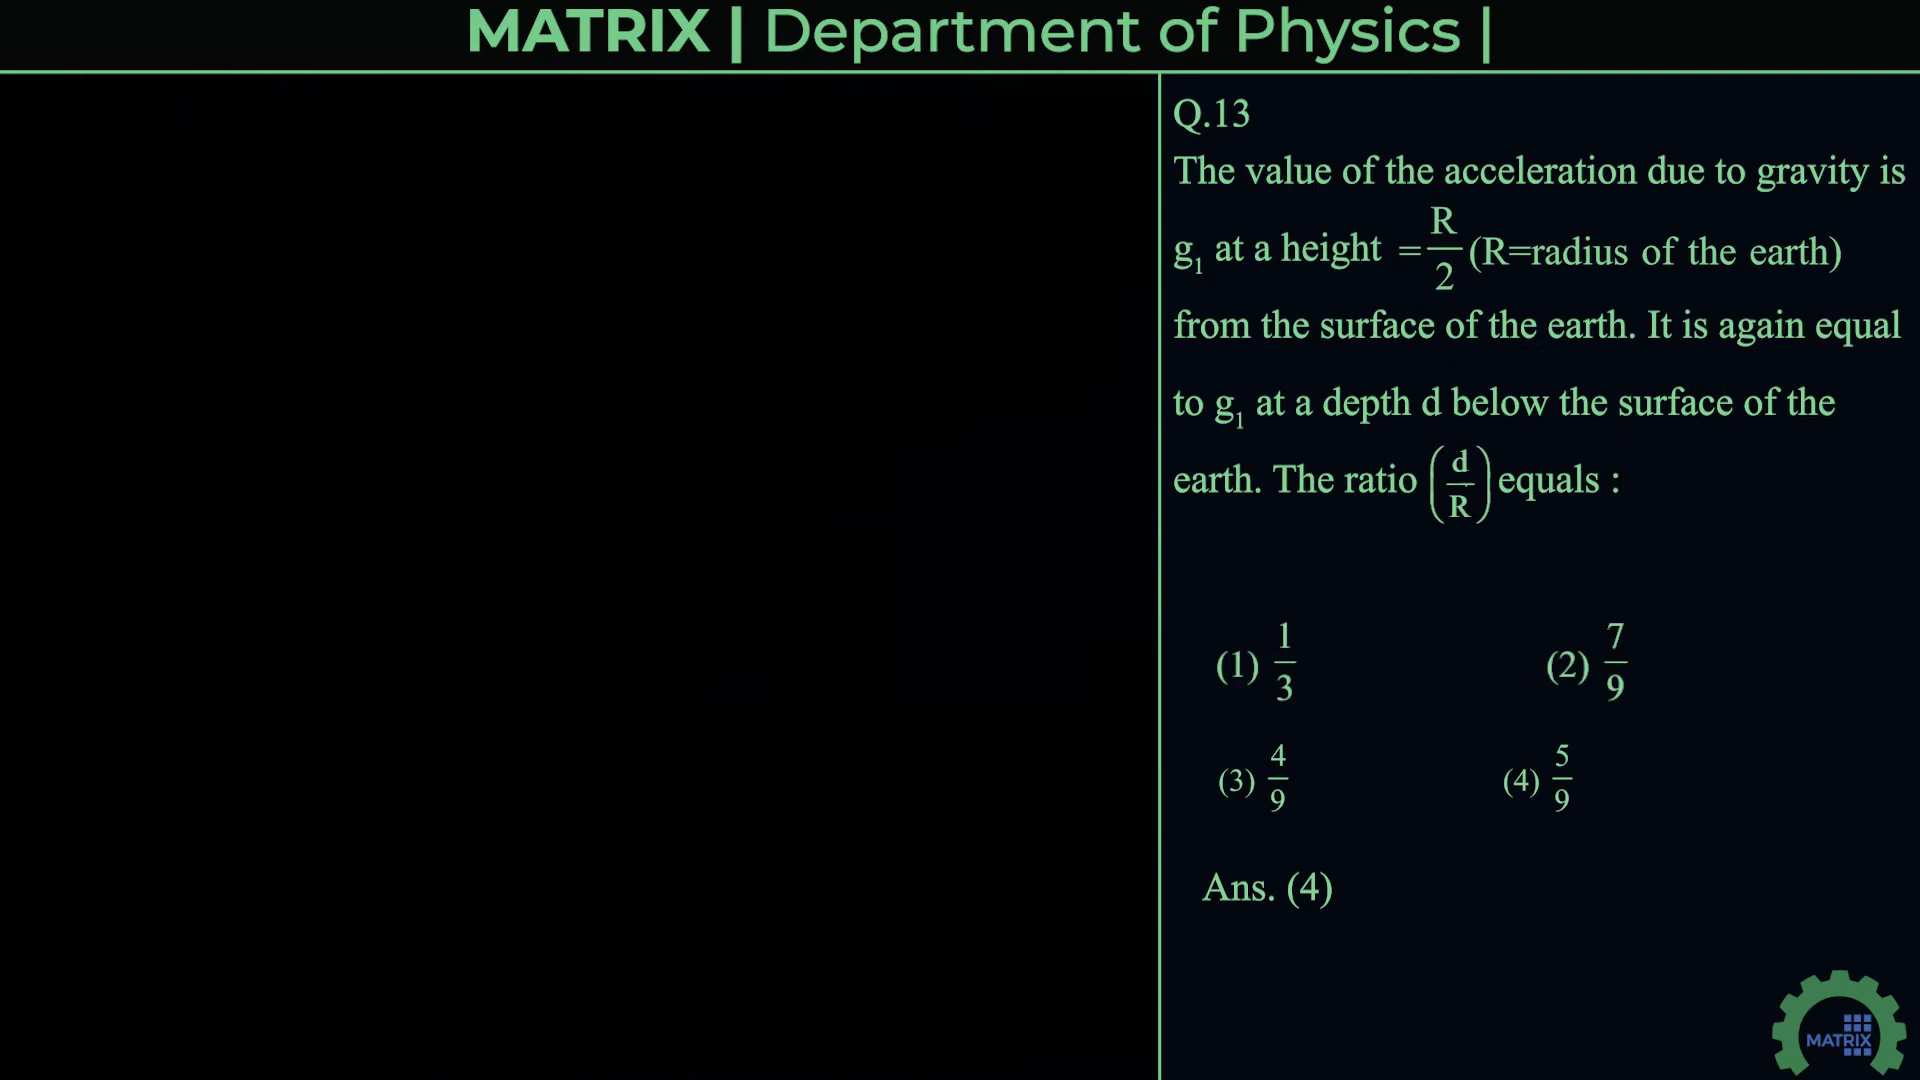 MATRIX | Department of Physics |
Q.13
The value of the acceleration due to gravity is
g₁ at a height = R/2 (R=radius of the earth)
from the surface of the earth. It is again equal
to g₁ at a depth d below the surface of the
earth. The ratio (d/R) equals :
(1) 1/3 (2) 7/9
(3) 4/9 (4) 5/9
Ans. (4)
MATRIX